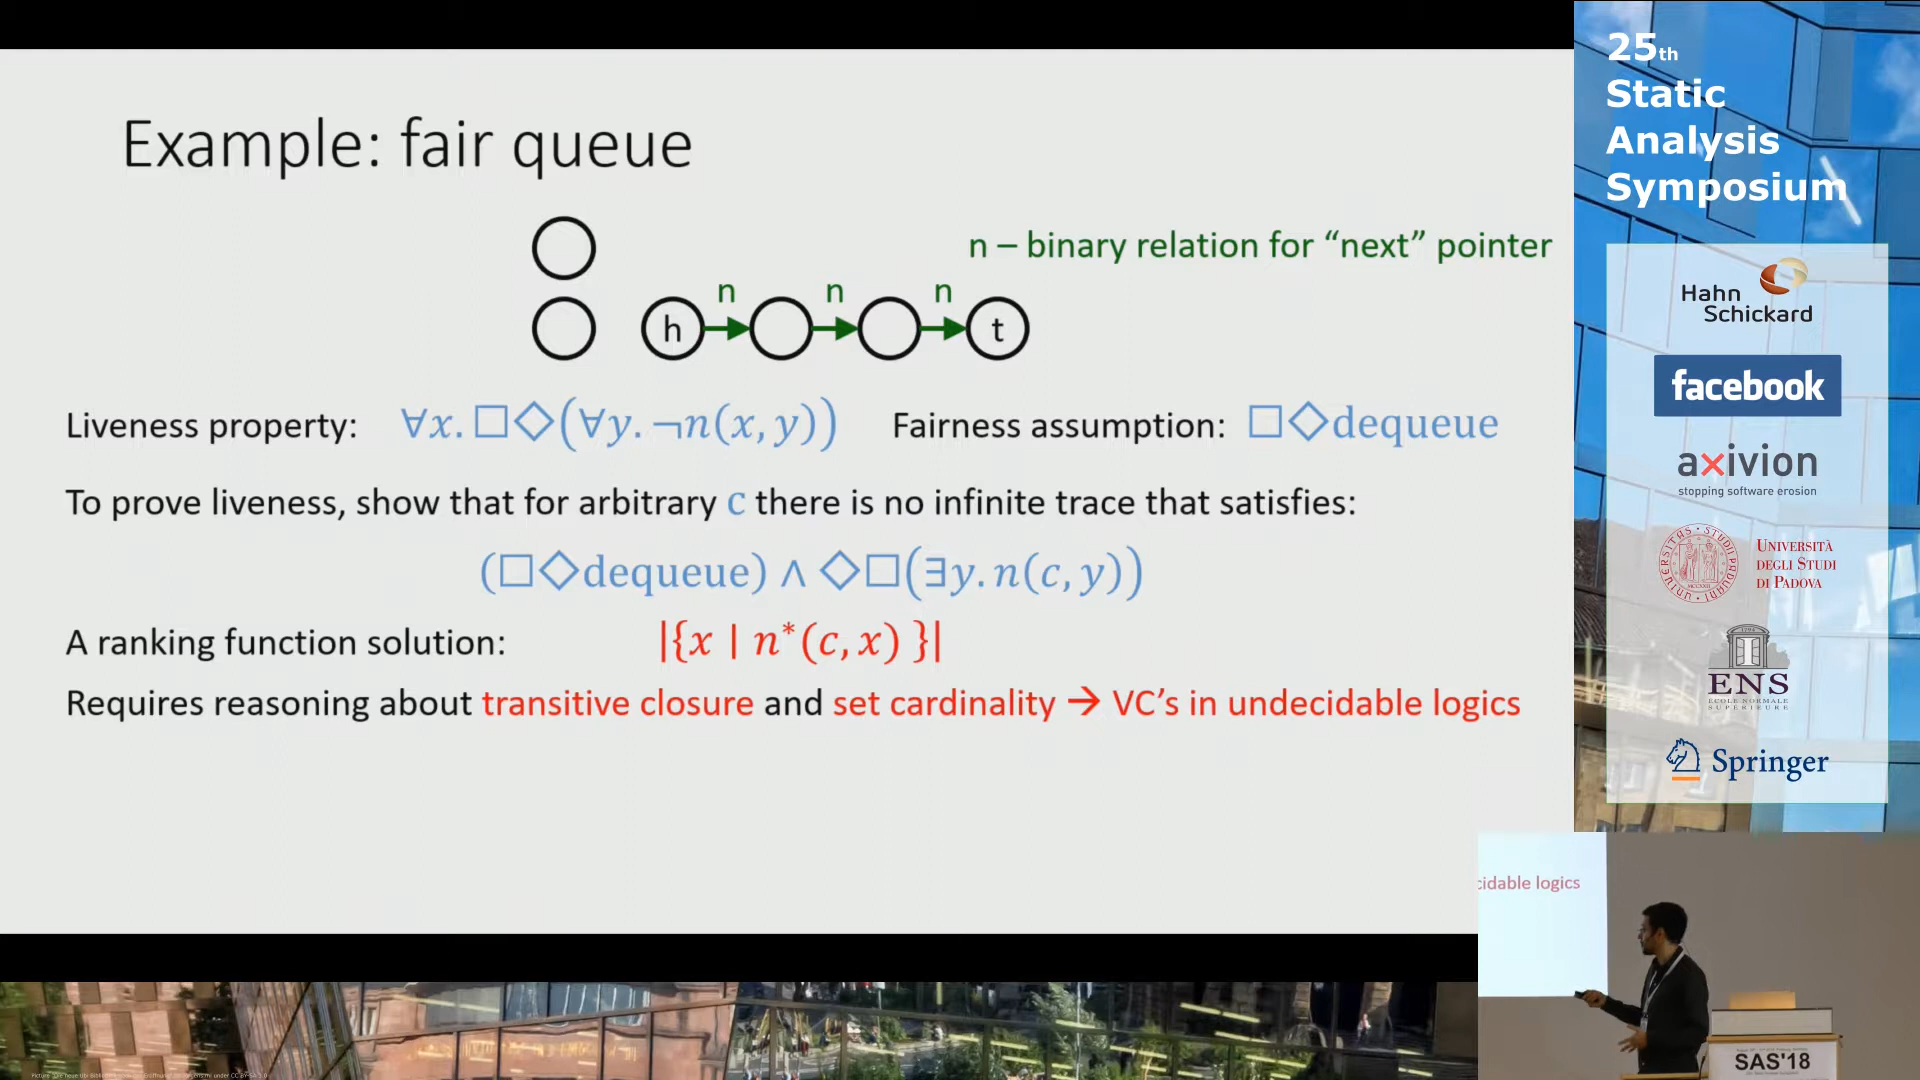 Example: fair queue
n – binary relation for “next” pointer
n n n
h t
Liveness property: ∀x. □◇(∀y. ¬n(x, y)) Fairness assumption: □◇dequeue
To prove liveness, show that for arbitrary c there is no infinite trace that satisfies:
(□◇dequeue) ∧ ◇□(∃y. n(c, y))
A ranking function solution: |{x | n*(c, x) }|
Requires reasoning about transitive closure and set cardinality → VC’s in undecidable logics
25th
Static
Analysis
Symposium
Hahn
Schickard
facebook
axivion
stopping software erosion
UNIVERSITÀ
DEGLI STUDI
DI PADOVA
ENS
ECOLE NORMALE
SUPERIEURE
Springer
cidable logics
SAS'18